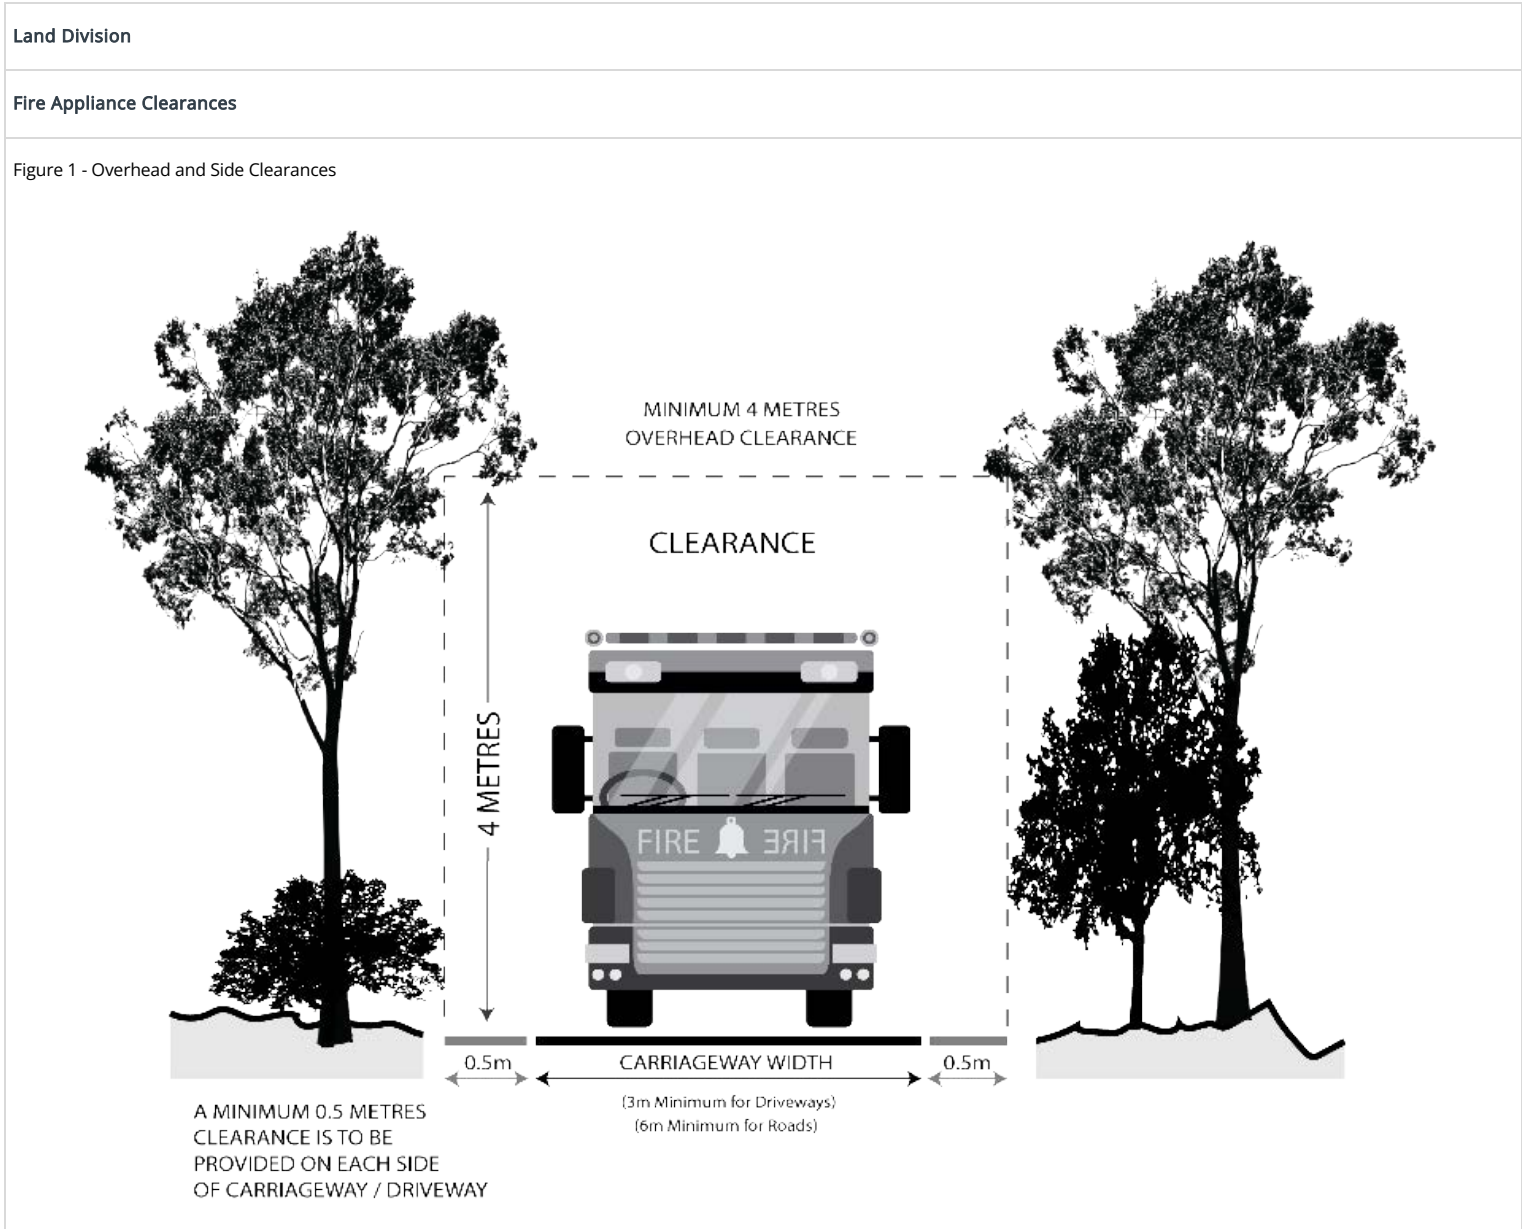 Land Division
Fire Appliance Clearances
Figure 1 - Overhead and Side Clearances
MINIMUM 4 METRES
OVERHEAD CLEARANCE
CLEARANCE
4 METRES
FIRE FIRE
0.5m CARRIAGEWAY WIDTH 0.5m
(3m Minimum for Driveways)
(6m Minimum for Roads)
A MINIMUM 0.5 METRES
CLEARANCE IS TO BE
PROVIDED ON EACH SIDE
OF CARRIAGEWAY / DRIVEWAY